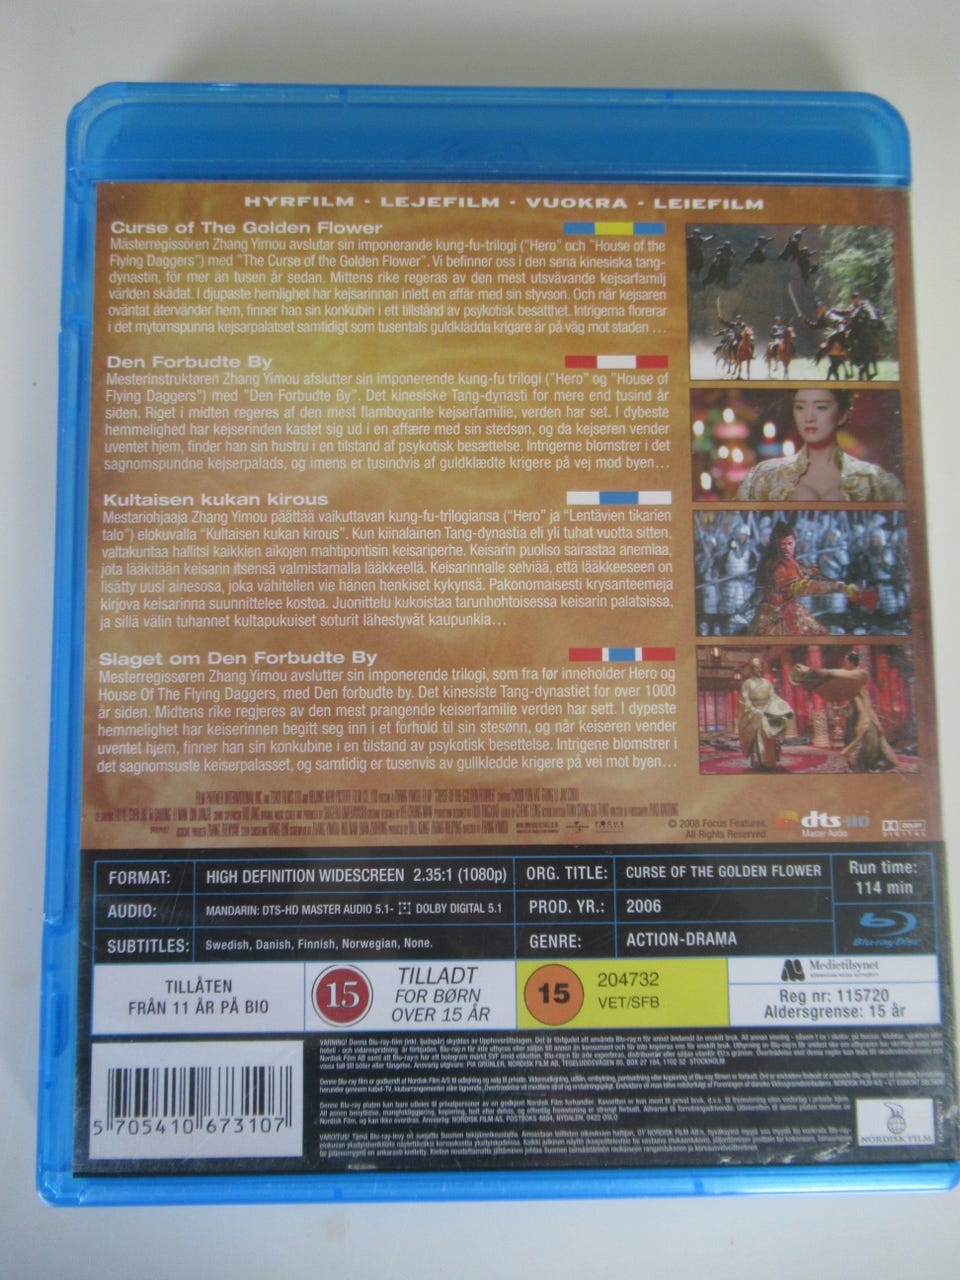 HYRFILM · LEJEFILM · VUOKRA · LEIEFILM
Curse of The Golden Flower
Mästerregissören Zhang Yimou avslutar sin imponerande kung-fu-trilogi ("Hero" och "House of the
Flying Daggers") med "The Curse of the Golden Flower". Vi befinner oss i den sena kinesiska tang-
dynastin, för mer än tusen år sedan. Mittens rike regeras av den mest utsvävande kejsarfamilj
världen skådat. I djupaste hemlighet har kejsarinnan inlett en affär med sin styvson. Och när kejsaren
oväntat återvänder hem, finner han sin konkubin i ett tillstånd av psykotisk besatthet. Intrigerna florerar
i det mytomspunna kejsarpalatset samtidigt som tusentals guldklädda krigare är på väg mot staden ...
Den Forbudte By
Mesterinstruktøren Zhang Yimou afslutter sin imponerende kung-fu trilogi ("Hero" og "House of
Flying Daggers") med "Den Forbudte By". Det kinesiske Tang-dynasti for mere end tusind år
siden. Riget i midten regeres af den mest flamboyante kejserfamilie, verden har set. I dybeste
hemmelighed har kejserinden kastet sig ud i en affære med sin stedsøn, og da kejseren vender
uventet hjem, finder han sin hustru i en tilstand af psykotisk besættelse. Intrigerne blomstrer i det
sagnomspundne kejserpalads, og imens er tusindvis af guldklædte krigere på vej mod byen...
Kultaisen kukan kirous
Mestariohjaaja Zhang Yimou päättää vaikuttavan kung-fu-trilogiansa ("Hero" ja "Lentävien tikarien
talo") elokuvalla "Kultaisen kukan kirous". Kun kiinalainen Tang-dynastia eli yli tuhat vuotta sitten,
valtakuntaa hallitsi kaikkien aikojen mahtipontisin keisariperhe. Keisarin puoliso sairastaa anemiaa,
jota lääkitään keisarin itsensä valmistamalla lääkkeellä. Keisarinnalle selviää, että lääkkeeseen on
lisätty uusi ainesosa, joka vähitellen vie hänen henkiset kykynsä. Pakonomaisesti krysanteemeja
kirjova keisarinna suunnittelee kostoa. Juonittelu kukoistaa tarunhohtoisessa keisarin palatsissa,
ja sillä välin tuhannet kultapukuiset soturit lähestyvät kaupunkia...
Slaget om Den Forbudte By
Mesterregissøren Zhang Yimou avslutter sin imponerende trilogi, som fra før inneholder Hero og
House Of The Flying Daggers, med Den forbudte by. Det kinesiste Tang-dynastiet for over 1000
år siden. Midtens rike regjeres av den mest prangende keiserfamilie verden har sett. I dypeste
hemmelighet har keiserinnen begitt seg inn i et forhold til sin stesønn, og når keiseren vender
uventet hjem, finner han sin konkubine i en tilstand av psykotisk besettelse. Intrigene blomstrer i
det sagnomsuste keiserpalasset, og samtidig er tusenvis av gullkledde krigere på vei mot byen...
© 2008 Focus Features.
All Rights Reserved.
dts-HD
Master Audio
DOLBY
DIGITAL
FORMAT: HIGH DEFINITION WIDESCREEN 2.35:1 (1080p)
ORG. TITLE: CURSE OF THE GOLDEN FLOWER
Run time:
114 min
AUDIO: MANDARIN: DTS-HD MASTER AUDIO 5.1- DOLBY DIGITAL 5.1
PROD. YR.: 2006
SUBTITLES: Swedish, Danish, Finnish, Norwegian, None.
GENRE: ACTION-DRAMA
Blu-ray Disc
TILLÅTEN
FRÅN 11 ÅR PÅ BIO
15
TILLADT
FOR BØRN
OVER 15 ÅR
15
204732
VET/SFB
Medietilsynet
Reg nr: 115720
Aldersgrense: 15 år
5 705410 673107
NORDISK FILM